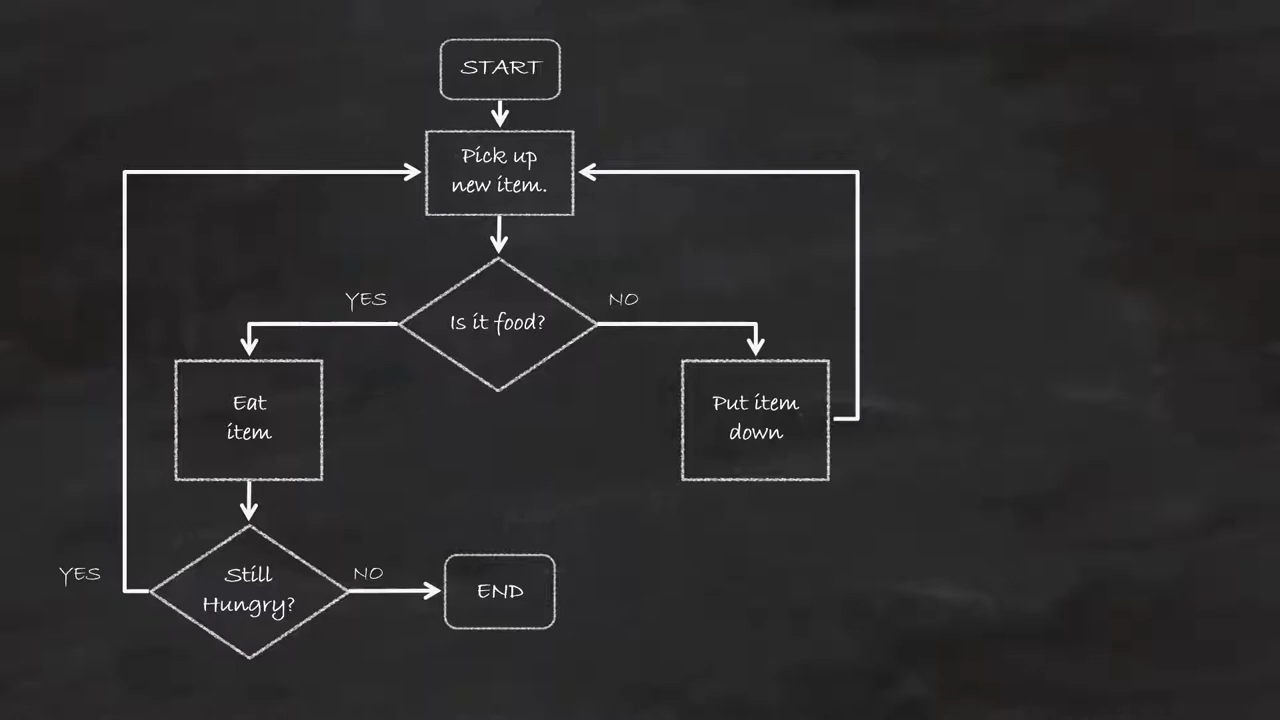 START
Pick up
new item.
Is it food?
YES
NO
Eat
item
Put item
down
Still
Hungry?
YES
NO
END